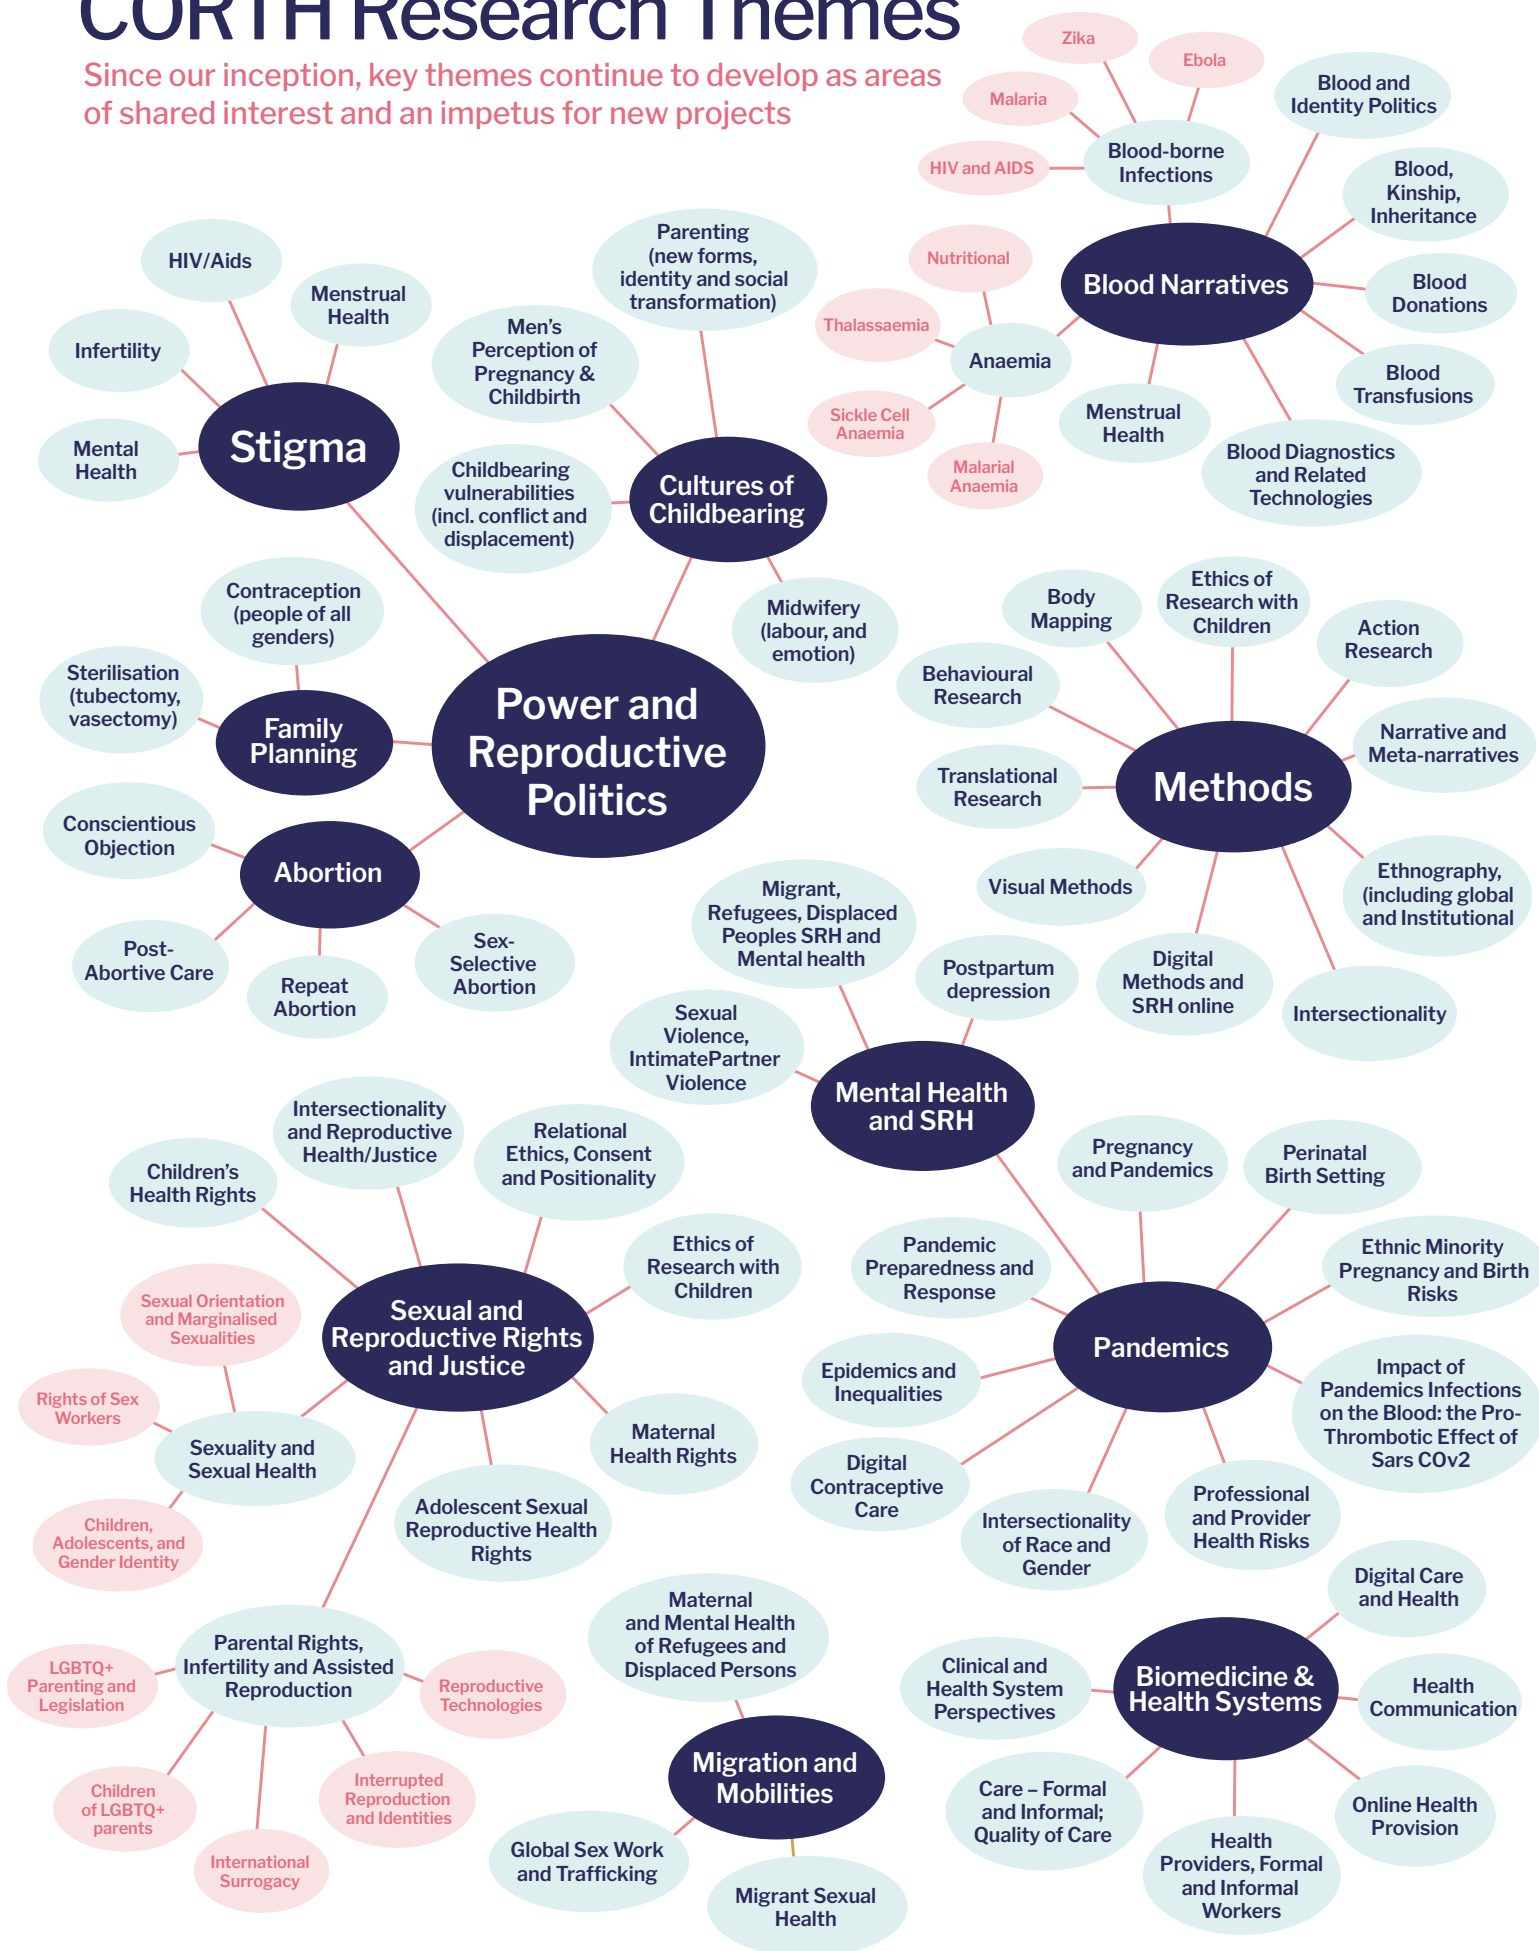 CORTH Research Themes
Since our inception, key themes continue to develop as areas
of shared interest and an impetus for new projects
Zika
Ebola
Malaria
HIV and AIDS
Blood-borne
Infections
Blood and
Identity Politics
Blood,
Kinship,
Inheritance
Blood Narratives
Blood
Donations
Blood
Transfusions
Blood Diagnostics
and Related
Technologies
Menstrual
Health
Anaemia
Nutritional
Thalassaemia
Sickle Cell
Anaemia
Malarial
Anaemia
HIV/Aids
Menstrual
Health
Infertility
Mental
Health
Stigma
Parenting
(new forms,
identity and social
transformation)
Men's
Perception of
Pregnancy &
Childbirth
Childbearing
vulnerabilities
(incl. conflict and
displacement)
Cultures of
Childbearing
Midwifery
(labour, and
emotion)
Contraception
(people of all
genders)
Sterilisation
(tubectomy,
vasectomy)
Family
Planning
Power and
Reproductive
Politics
Conscientious
Objection
Abortion
Post-
Abortive Care
Repeat
Abortion
Sex-
Selective
Abortion
Body
Mapping
Ethics of
Research with
Children
Action
Research
Behavioural
Research
Narrative and
Meta-narratives
Translational
Research
Methods
Visual Methods
Ethnography,
(including global
and Institutional
Digital
Methods and
SRH online
Intersectionality
Migrant,
Refugees, Displaced
Peoples SRH and
Mental health
Postpartum
depression
Sexual
Violence,
IntimatePartner
Violence
Mental Health
and SRH
Pregnancy
and Pandemics
Perinatal
Birth Setting
Pandemic
Preparedness and
Response
Ethnic Minority
Pregnancy and Birth
Risks
Pandemics
Epidemics and
Inequalities
Impact of
Pandemics Infections
on the Blood: the Pro-
Thrombotic Effect of
Sars COv2
Digital
Contraceptive
Care
Intersectionality
of Race and
Gender
Professional
and Provider
Health Risks
Intersectionality
and Reproductive
Health/Justice
Relational
Ethics, Consent
and Positionality
Children's
Health Rights
Ethics of
Research with
Children
Sexual and
Reproductive Rights
and Justice
Sexual Orientation
and Marginalised
Sexualities
Rights of Sex
Workers
Sexuality and
Sexual Health
Children,
Adolescents, and
Gender Identity
Maternal
Health Rights
Adolescent Sexual
Reproductive Health
Rights
Parental Rights,
Infertility and Assisted
Reproduction
LGBTQ+
Parenting and
Legislation
Reproductive
Technologies
Children
of LGBTQ+
parents
Interrupted
Reproduction
and Identities
International
Surrogacy
Maternal
and Mental Health
of Refugees and
Displaced Persons
Migration and
Mobilities
Global Sex Work
and Trafficking
Migrant Sexual
Health
Digital Care
and Health
Clinical and
Health System
Perspectives
Biomedicine &
Health Systems
Health
Communication
Care – Formal
and Informal;
Quality of Care
Online Health
Provision
Health
Providers, Formal
and Informal
Workers